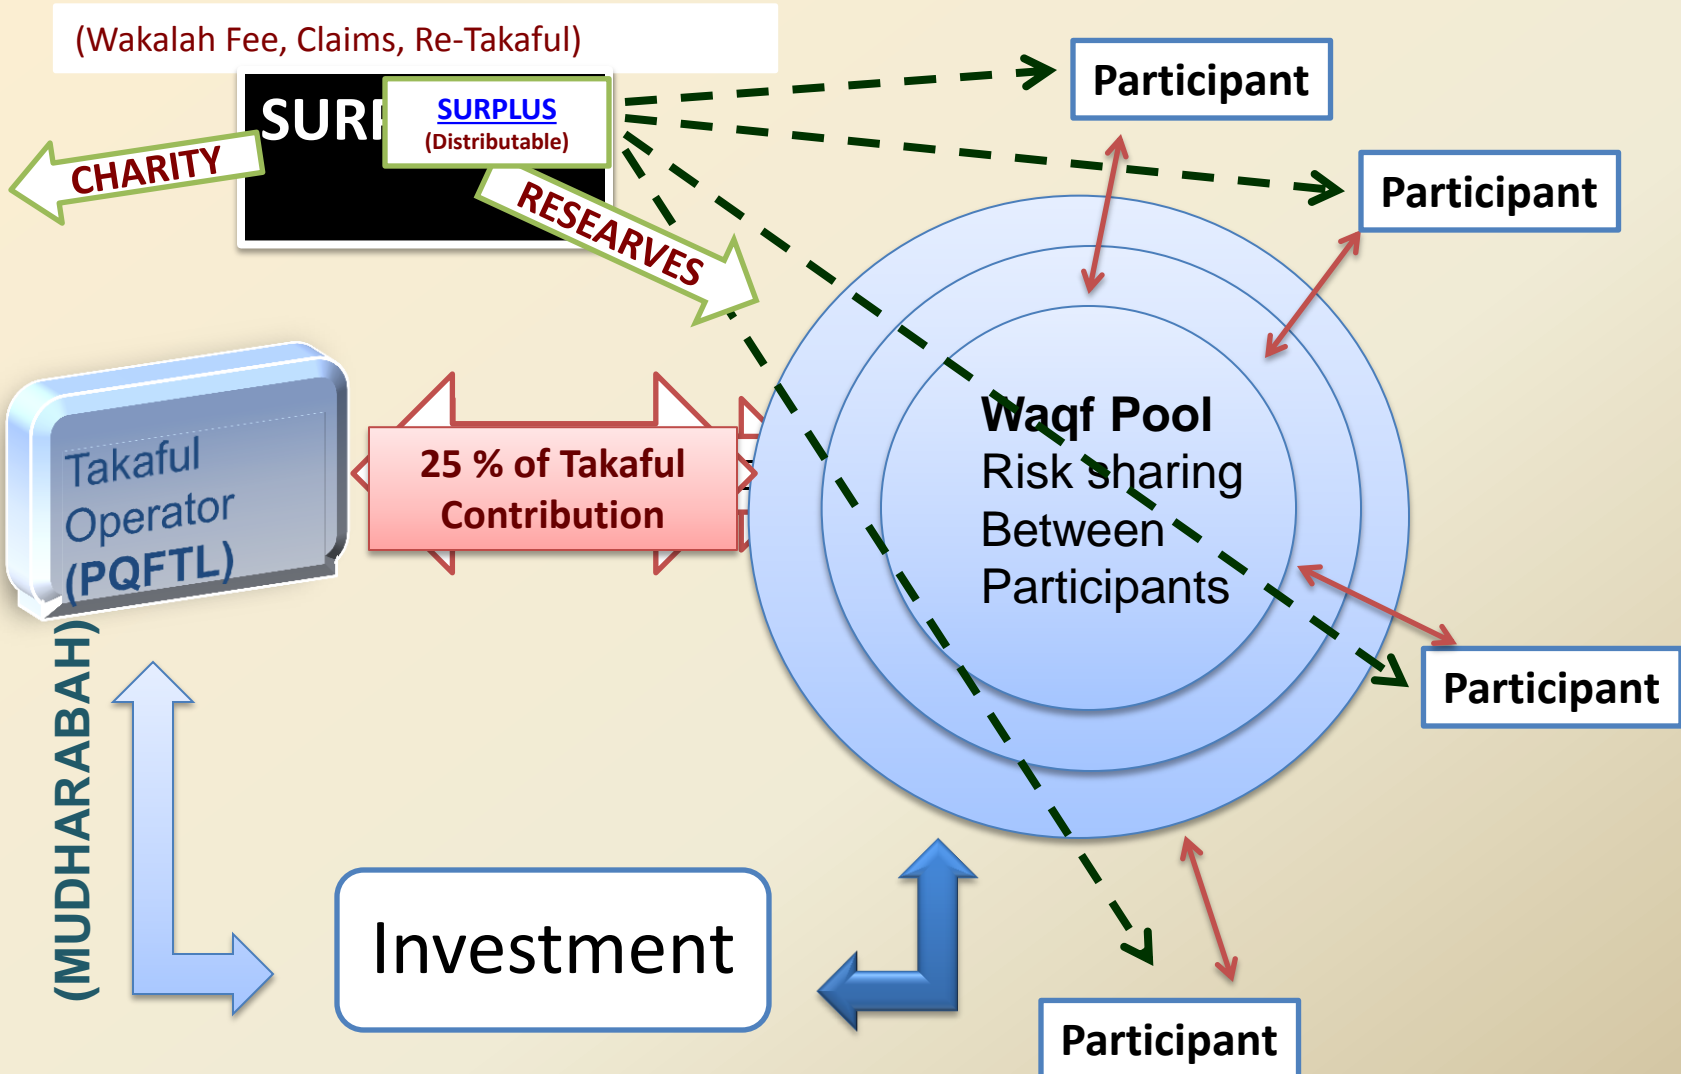 (Wakalah Fee, Claims, Re-Takaful)
SURPLUS
(Distributable)
CHARITY
RESEARVES
Participant
Participant
Takaful
Operator
(PQFTL)
25 % of Takaful
Contribution
Waqf Pool
Risk sharing
Between
Participants
Participant
(MUDHARABAH)
Investment
Participant